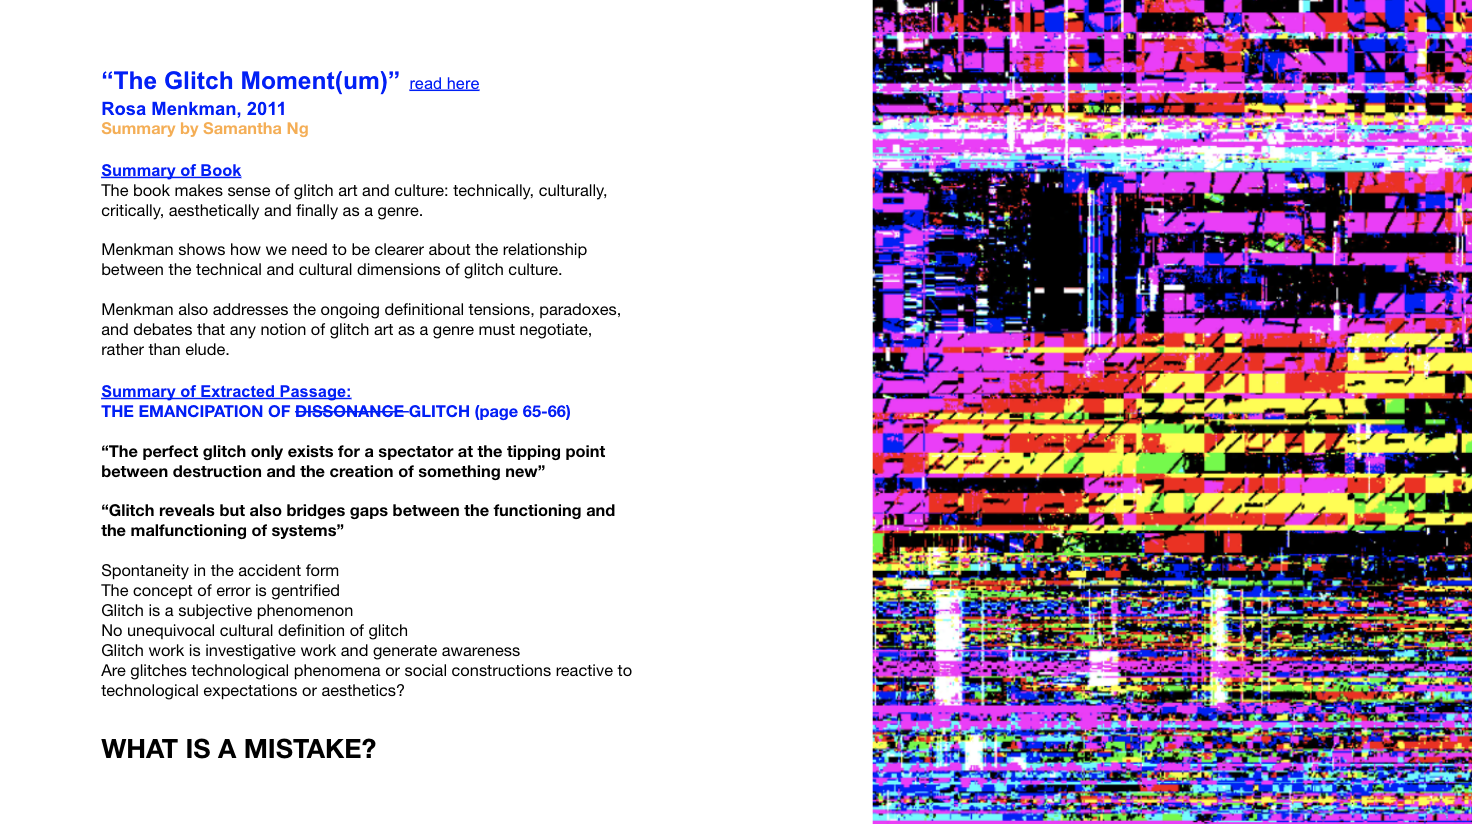 “The Glitch Moment(um)” read here
Rosa Menkman, 2011
Summary by Samantha Ng
Summary of Book
The book makes sense of glitch art and culture: technically, culturally,
critically, aesthetically and finally as a genre.
Menkman shows how we need to be clearer about the relationship
between the technical and cultural dimensions of glitch culture.
Menkman also addresses the ongoing definitional tensions, paradoxes,
and debates that any notion of glitch art as a genre must negotiate,
rather than elude.
Summary of Extracted Passage:
THE EMANCIPATION OF DISSONANCE GLITCH (page 65-66)
“The perfect glitch only exists for a spectator at the tipping point
between destruction and the creation of something new”
“Glitch reveals but also bridges gaps between the functioning and
the malfunctioning of systems”
Spontaneity in the accident form
The concept of error is gentrified
Glitch is a subjective phenomenon
No unequivocal cultural definition of glitch
Glitch work is investigative work and generate awareness
Are glitches technological phenomena or social constructions reactive to
technological expectations or aesthetics?
WHAT IS A MISTAKE?